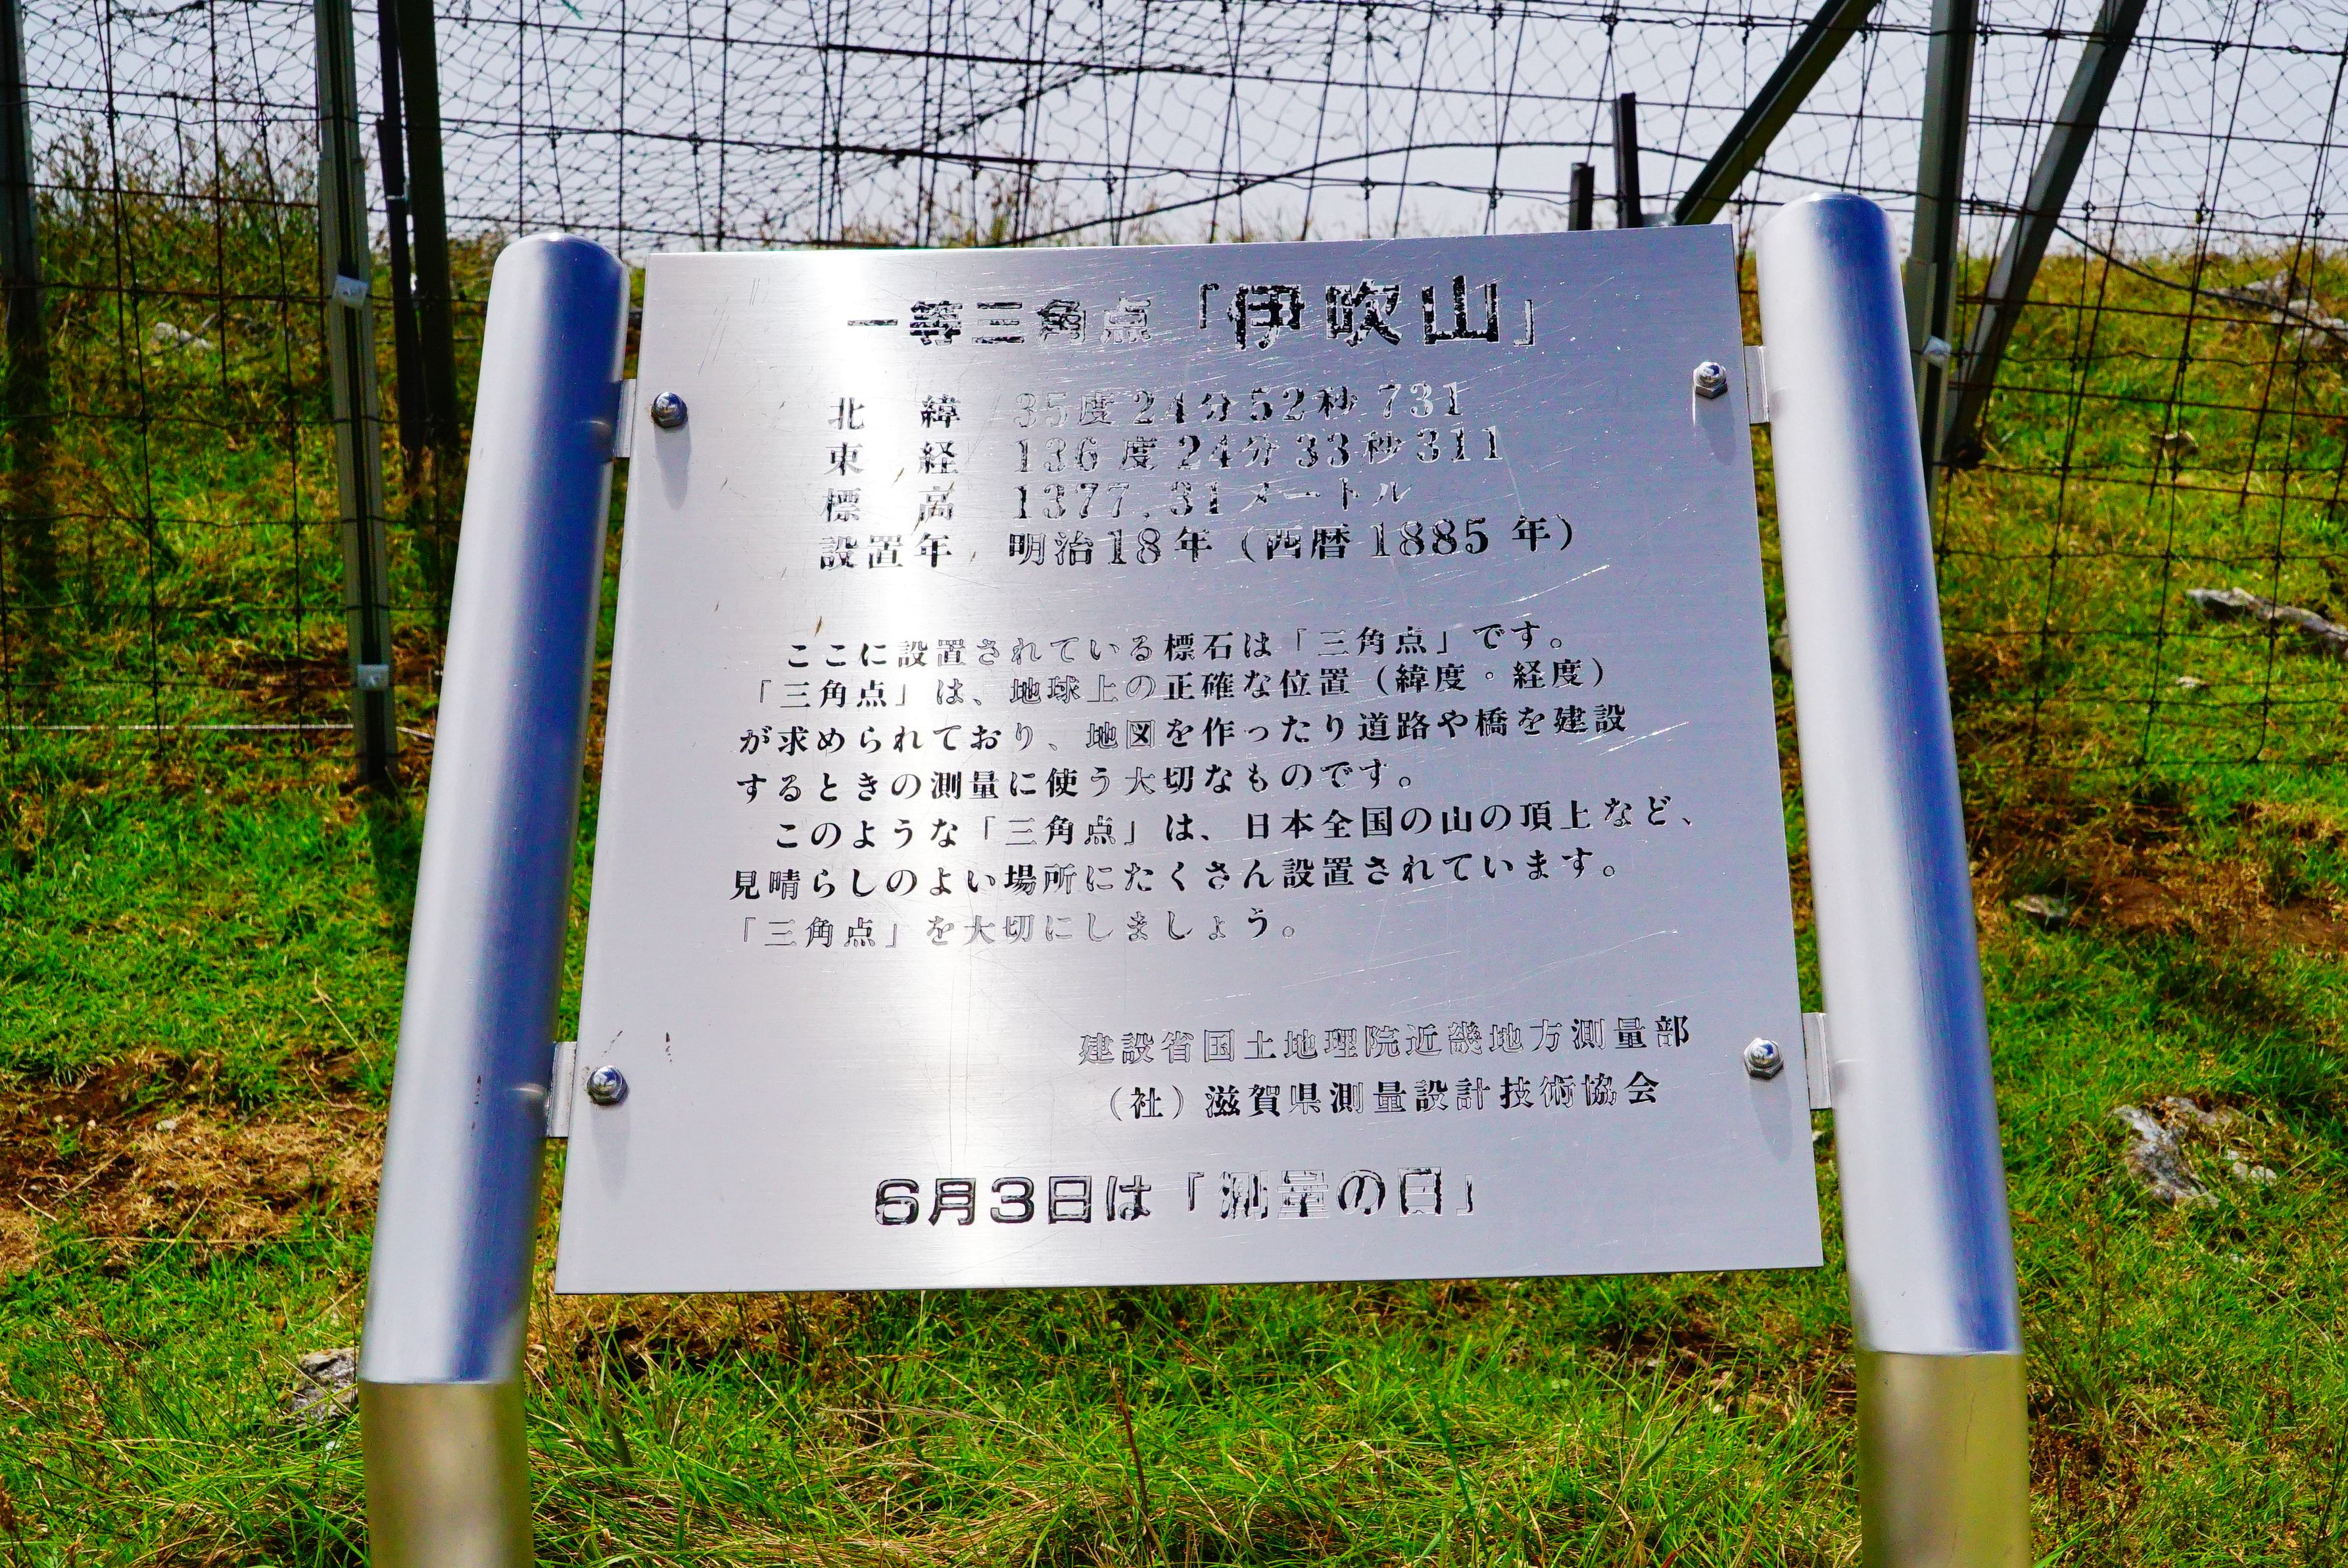 一等三角点「伊吹山」
北 緯 35度24分52秒731
東 経 136度24分33秒311
標 高 1377.31メートル
設置年 明治18年(西暦1885年)
ここに設置されている標石は「三角点」です。
「三角点」は、地球上の正確な位置(緯度・経度)
が求められており、地図を作ったり道路や橋を建設
するときの測量に使う大切なものです。
このような「三角点」は、日本全国の山の頂上など、
見晴らしのよい場所にたくさん設置されています。
「三角点」を大切にしましょう。
建設省国土地理院近畿地方測量部
(社)滋賀県測量設計技術協会
6月3日は「測量の日」